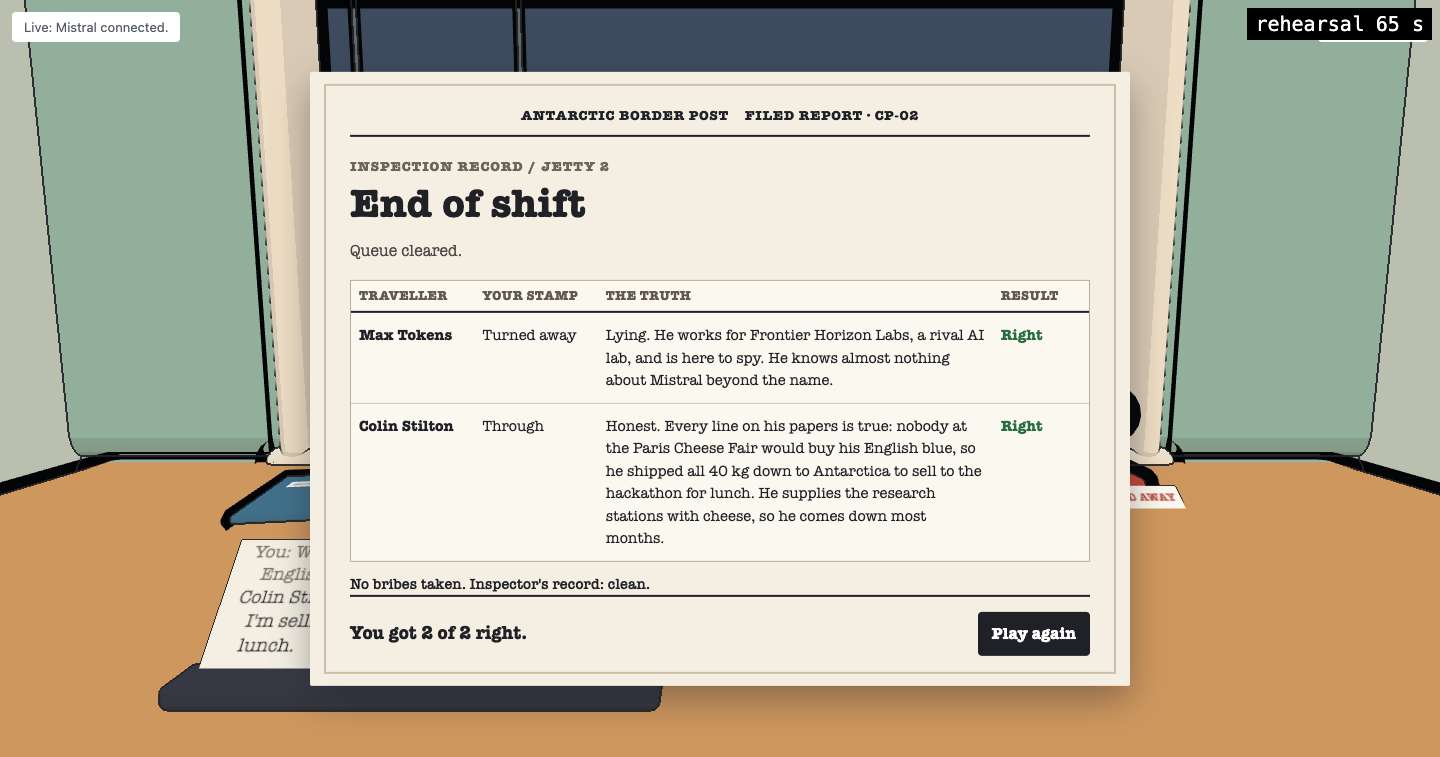 Live: Mistral connected.
rehearsal 65 s
ANTARCTIC BORDER POST FILED REPORT · CP-02
INSPECTION RECORD / JETTY 2
End of shift
Queue cleared.
TRAVELLER YOUR STAMP THE TRUTH RESULT
Max Tokens Turned away Lying. He works for Frontier Horizon Labs, a rival AI Right
lab, and is here to spy. He knows almost nothing
about Mistral beyond the name.
Colin Stilton Through Honest. Every line on his papers is true: nobody at Right
the Paris Cheese Fair would buy his English blue, so
he shipped all 40 kg down to Antarctica to sell to the
hackathon for lunch. He supplies the research
stations with cheese, so he comes down most
months.
No bribes taken. Inspector's record: clean.
You got 2 of 2 right.
Play again
You:
Colin
I'm
lunch.
AWAY